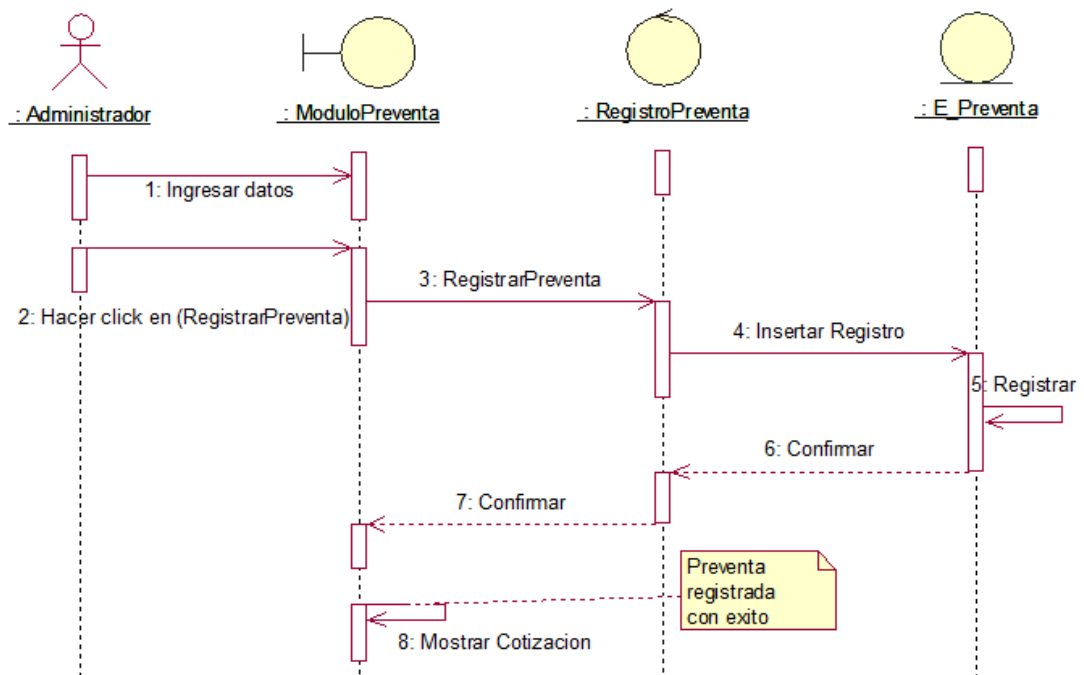 : Administrador
: ModuloPreventa
: RegistroPreventa
: E_Preventa
1: Ingresar datos
2: Hacer click en (RegistrarPreventa)
3: RegistrarPreventa
4: Insertar Registro
5: Registrar
6: Confirmar
7: Confirmar
Preventa
registrada
con exito
8: Mostrar Cotizacion